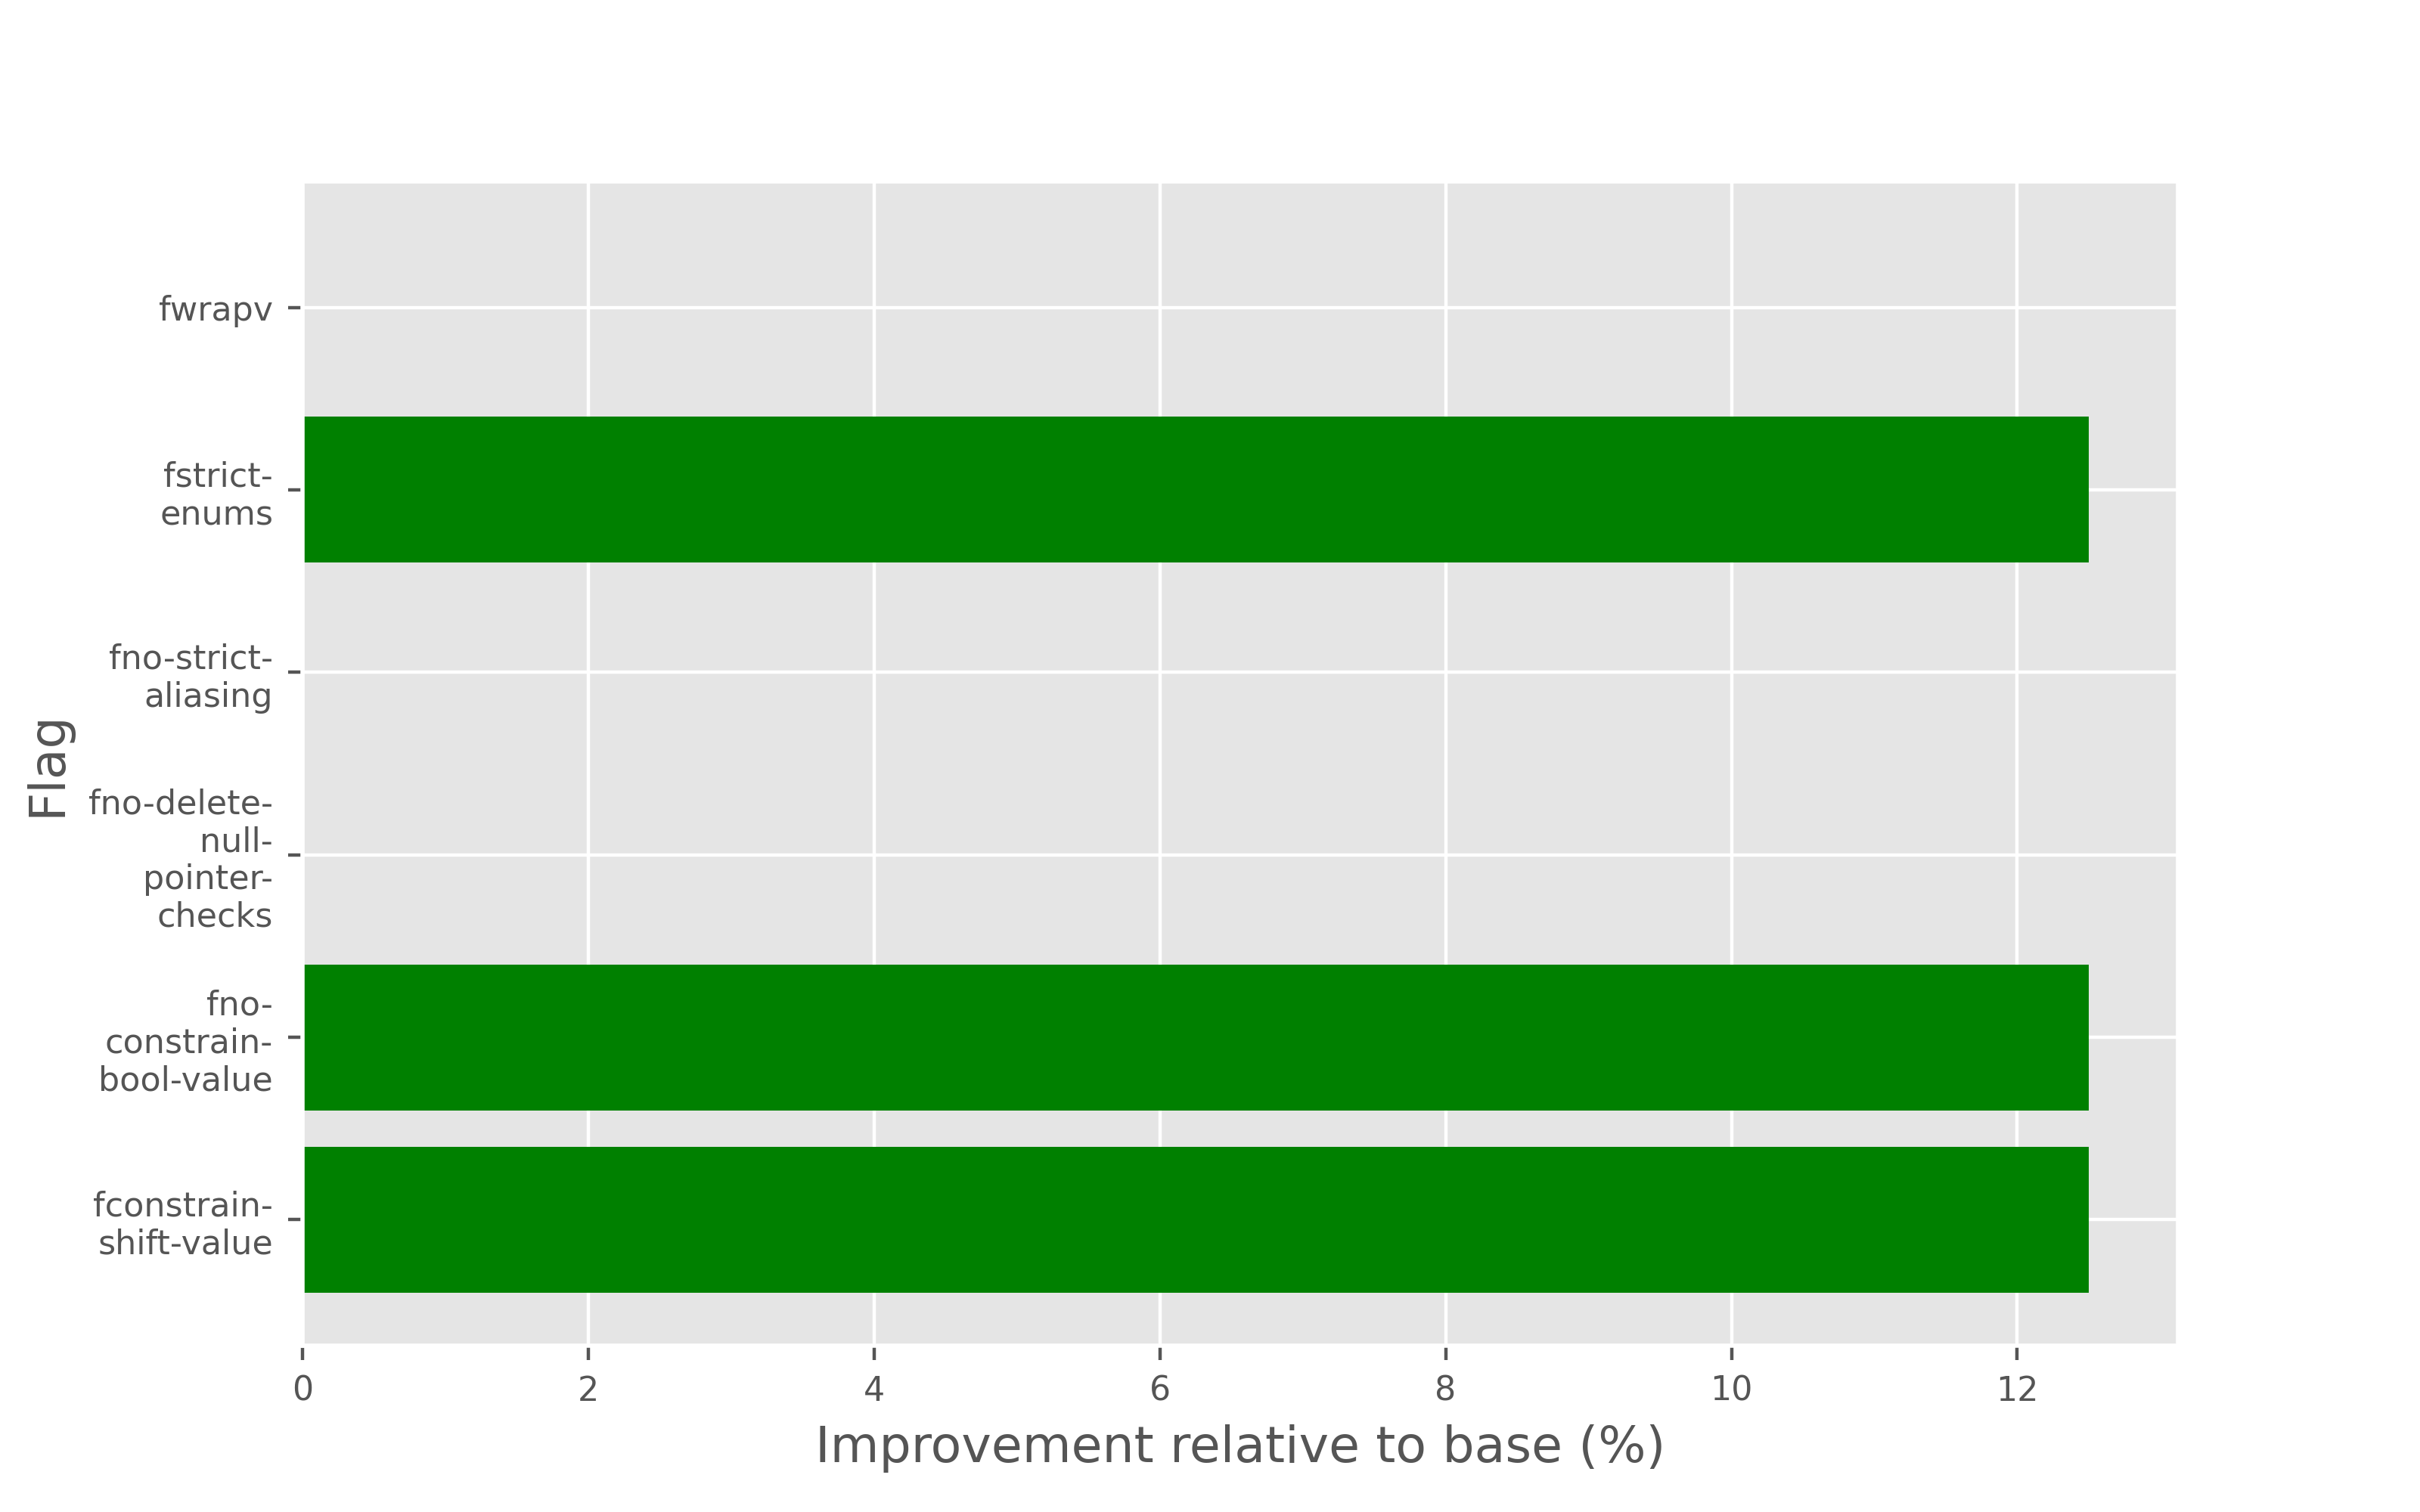 fwrapv
fstrict-
enums
fno-strict-
aliasing
Flag
fno-delete-
null-
pointer-
checks
fno-
constrain-
bool-value
fconstrain-
shift-value
0 2 4 6 8 10 12
Improvement relative to base (%)